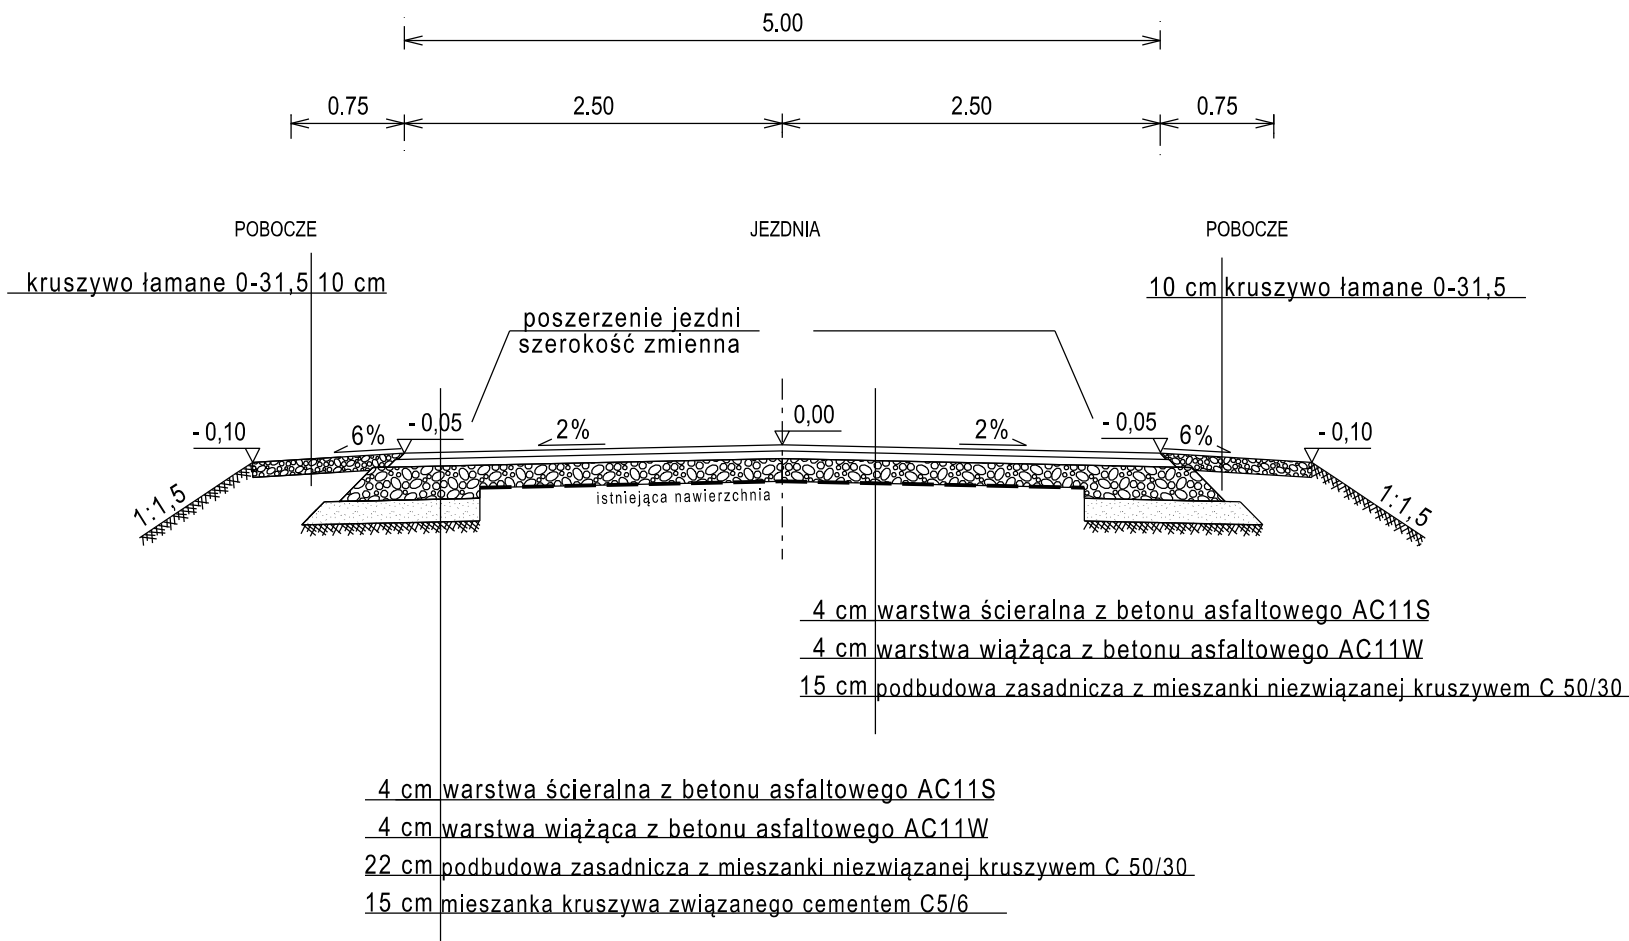 5.00
0.75 2.50 2.50 0.75
POBOCZE JEZDNIA POBOCZE
kruszywo łamane 0-31,5 10 cm
10 cm kruszywo łamane 0-31,5
poszerzenie jezdni
szerokość zmienna
- 0,10 6% - 0,05 2% 0,00 2% - 0,05 6% - 0,10
istniejąca nawierzchnia
1:1,5 1:1,5
4 cm warstwa ścieralna z betonu asfaltowego AC11S
4 cm warstwa wiążąca z betonu asfaltowego AC11W
15 cm podbudowa zasadnicza z mieszanki niezwiązanej kruszywem C 50/30
4 cm warstwa ścieralna z betonu asfaltowego AC11S
4 cm warstwa wiążąca z betonu asfaltowego AC11W
22 cm podbudowa zasadnicza z mieszanki niezwiązanej kruszywem C 50/30
15 cm mieszanka kruszywa związanego cementem C5/6